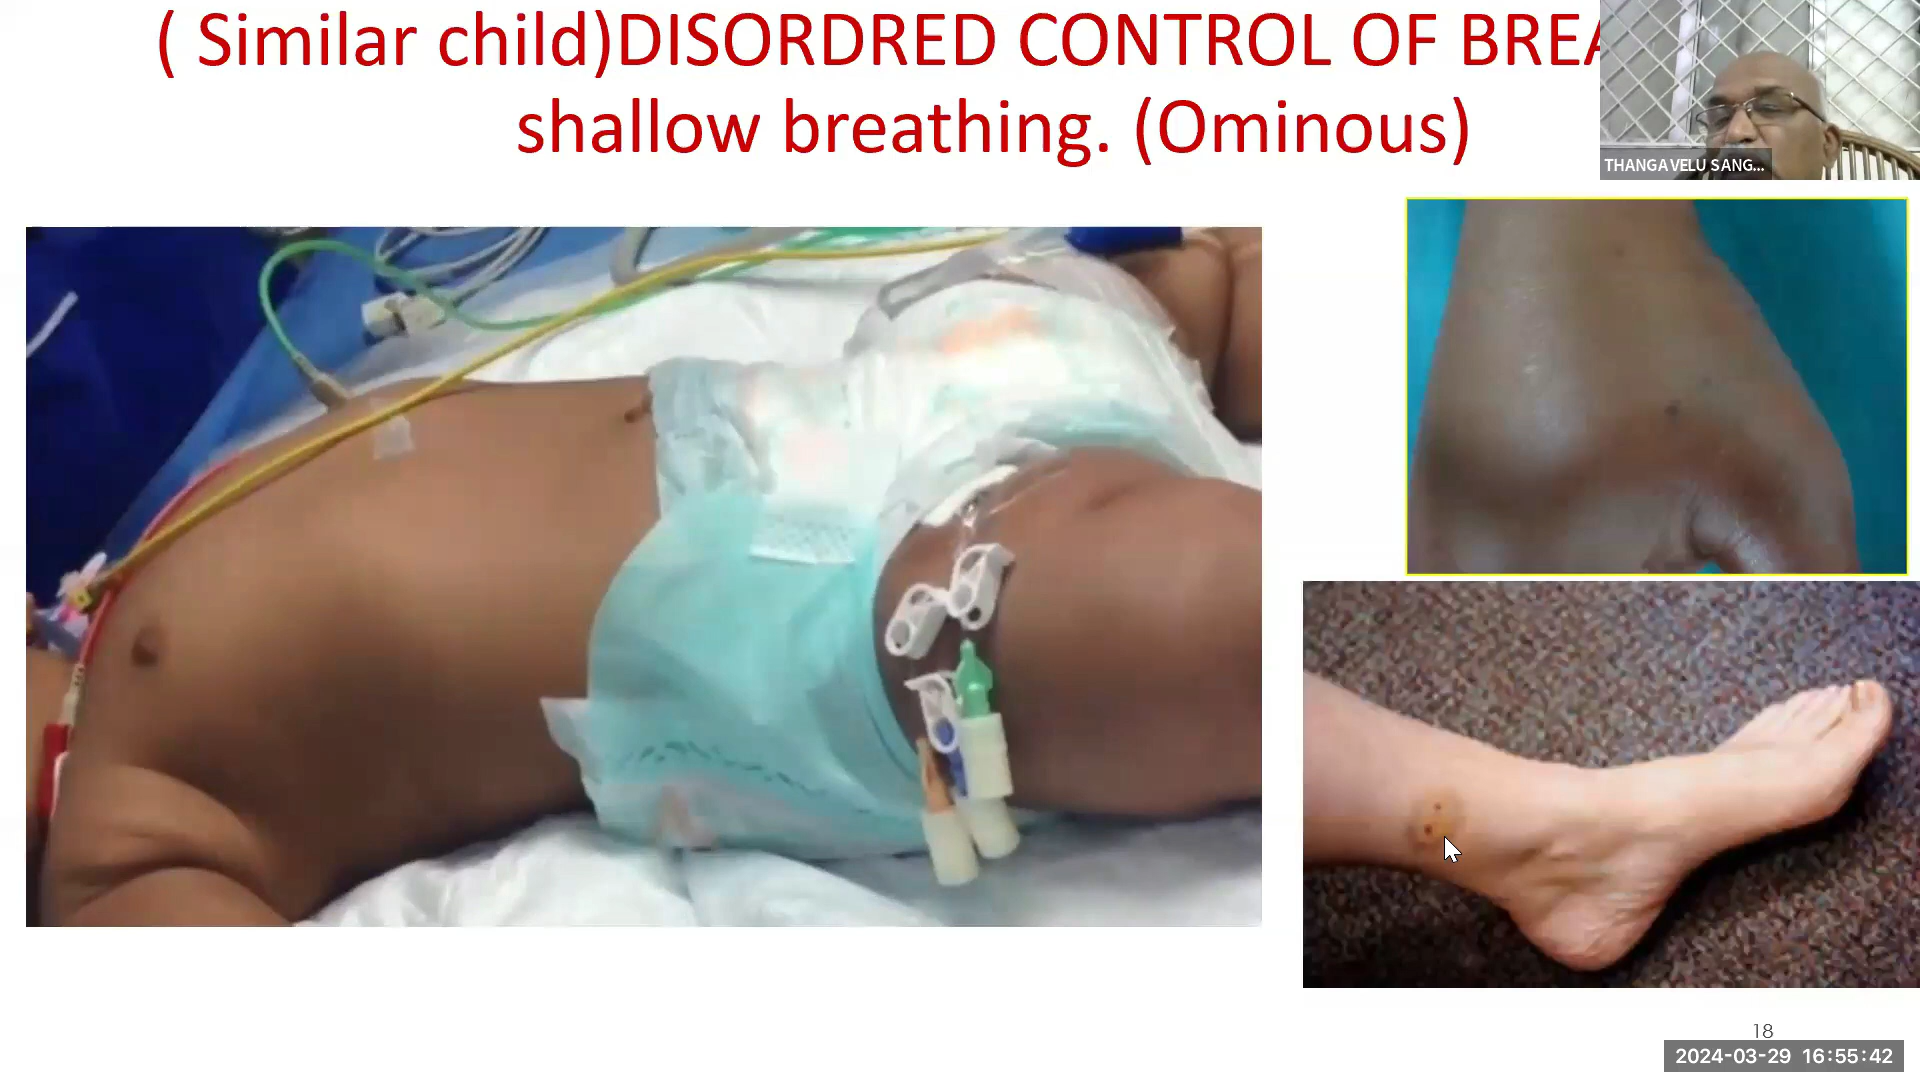 ( Similar child)DISORDRED CONTROL OF BREA
shallow breathing. (Ominous)
THANGAVELU SANG...
18
2024-03-29 16:55:42